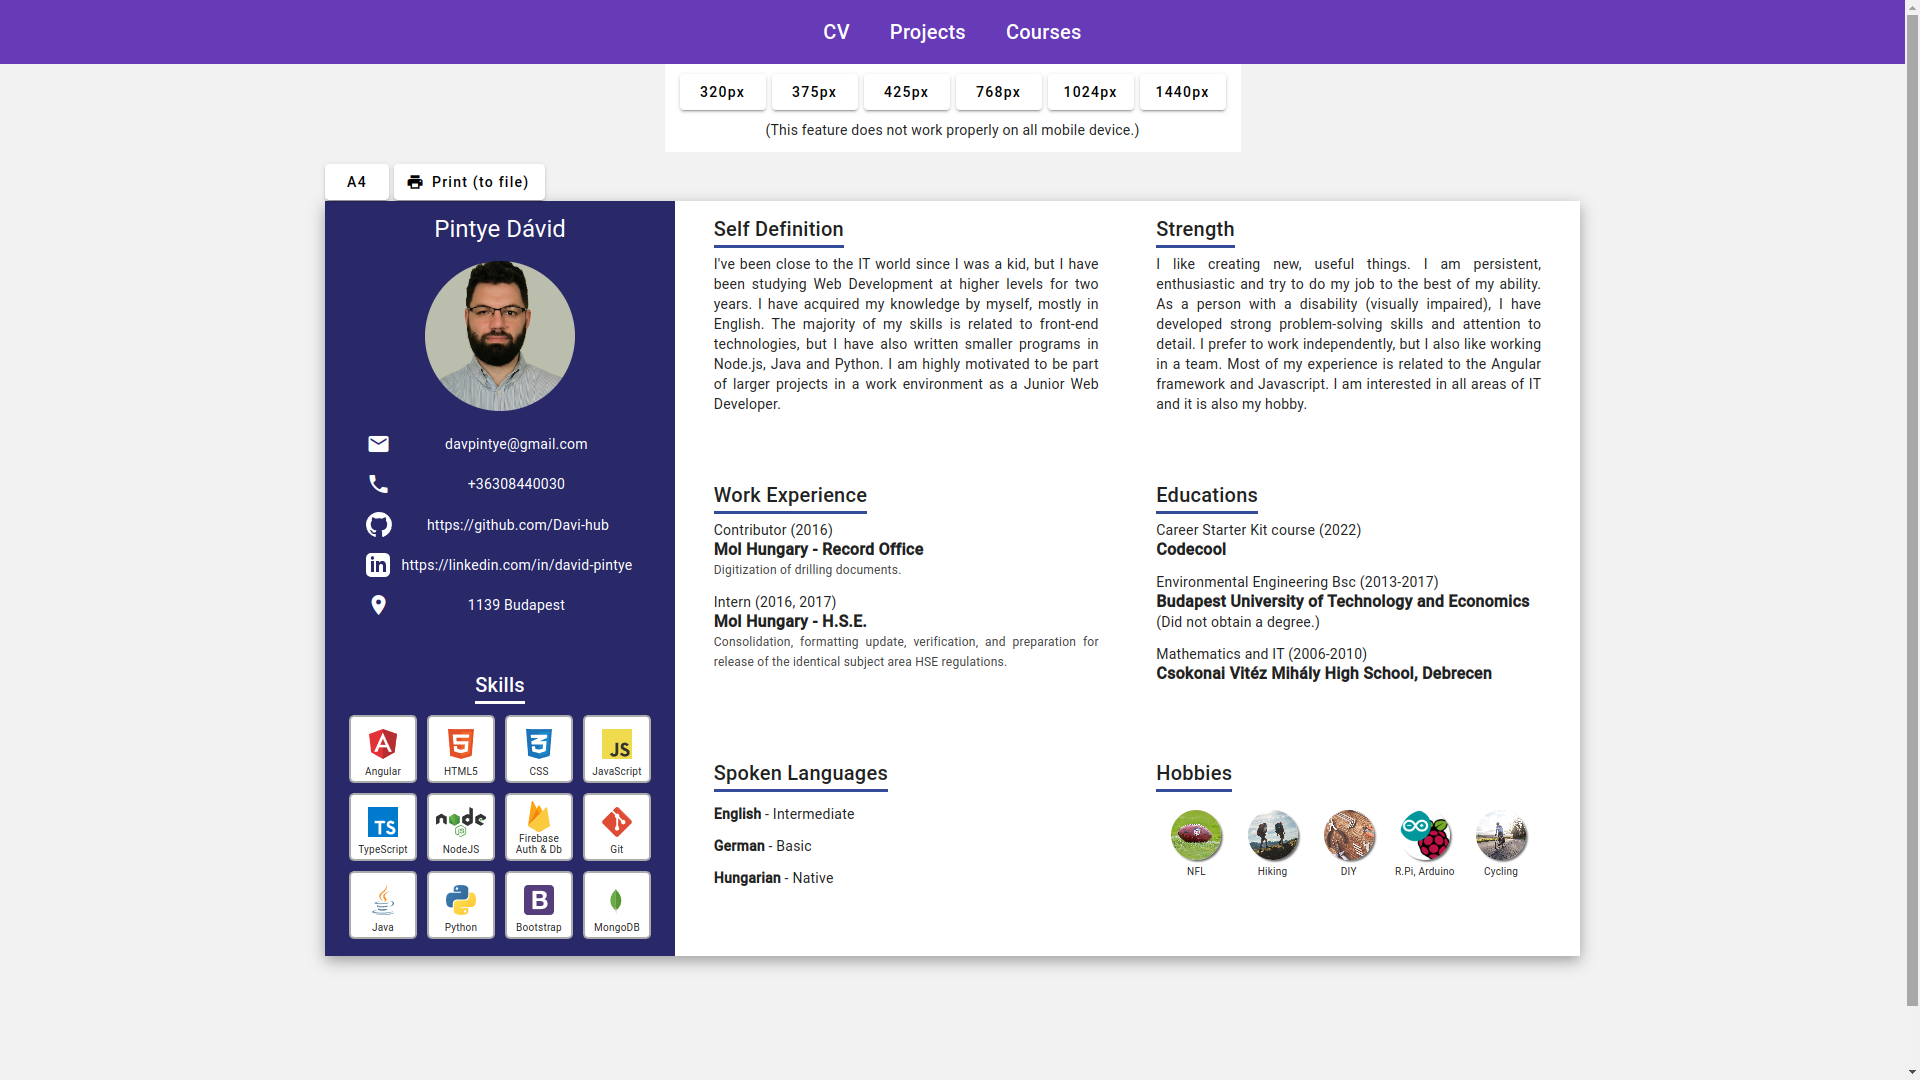 CV Projects Courses
320px 375px 425px 768px 1024px 1440px
(This feature does not work properly on all mobile device.)
A4 Print (to file)
Pintye Dávid
davpintye@gmail.com
+36308440030
https://github.com/Davi-hub
https://linkedin.com/in/david-pintye
1139 Budapest
Skills
Angular HTML5 CSS JavaScript
TS
TypeScript NodeJS Firebase Auth & Db Git
Java Python Bootstrap MongoDB
Self Definition
I've been close to the IT world since I was a kid, but I have
been studying Web Development at higher levels for two
years. I have acquired my knowledge by myself, mostly in
English. The majority of my skills is related to front-end
technologies, but I have also written smaller programs in
Node.js, Java and Python. I am highly motivated to be part
of larger projects in a work environment as a Junior Web
Developer.
Strength
I like creating new, useful things. I am persistent,
enthusiastic and try to do my job to the best of my ability.
As a person with a disability (visually impaired), I have
developed strong problem-solving skills and attention to
detail. I prefer to work independently, but I also like working
in a team. Most of my experience is related to the Angular
framework and Javascript. I am interested in all areas of IT
and it is also my hobby.
Work Experience
Contributor (2016)
Mol Hungary - Record Office
Digitization of drilling documents.
Intern (2016, 2017)
Mol Hungary - H.S.E.
Consolidation, formatting update, verification, and preparation for
release of the identical subject area HSE regulations.
Educations
Career Starter Kit course (2022)
Codecool
Environmental Engineering Bsc (2013-2017)
Budapest University of Technology and Economics
(Did not obtain a degree.)
Mathematics and IT (2006-2010)
Csokonai Vitéz Mihály High School, Debrecen
Spoken Languages
English - Intermediate
German - Basic
Hungarian - Native
Hobbies
NFL Hiking DIY R.Pi, Arduino Cycling